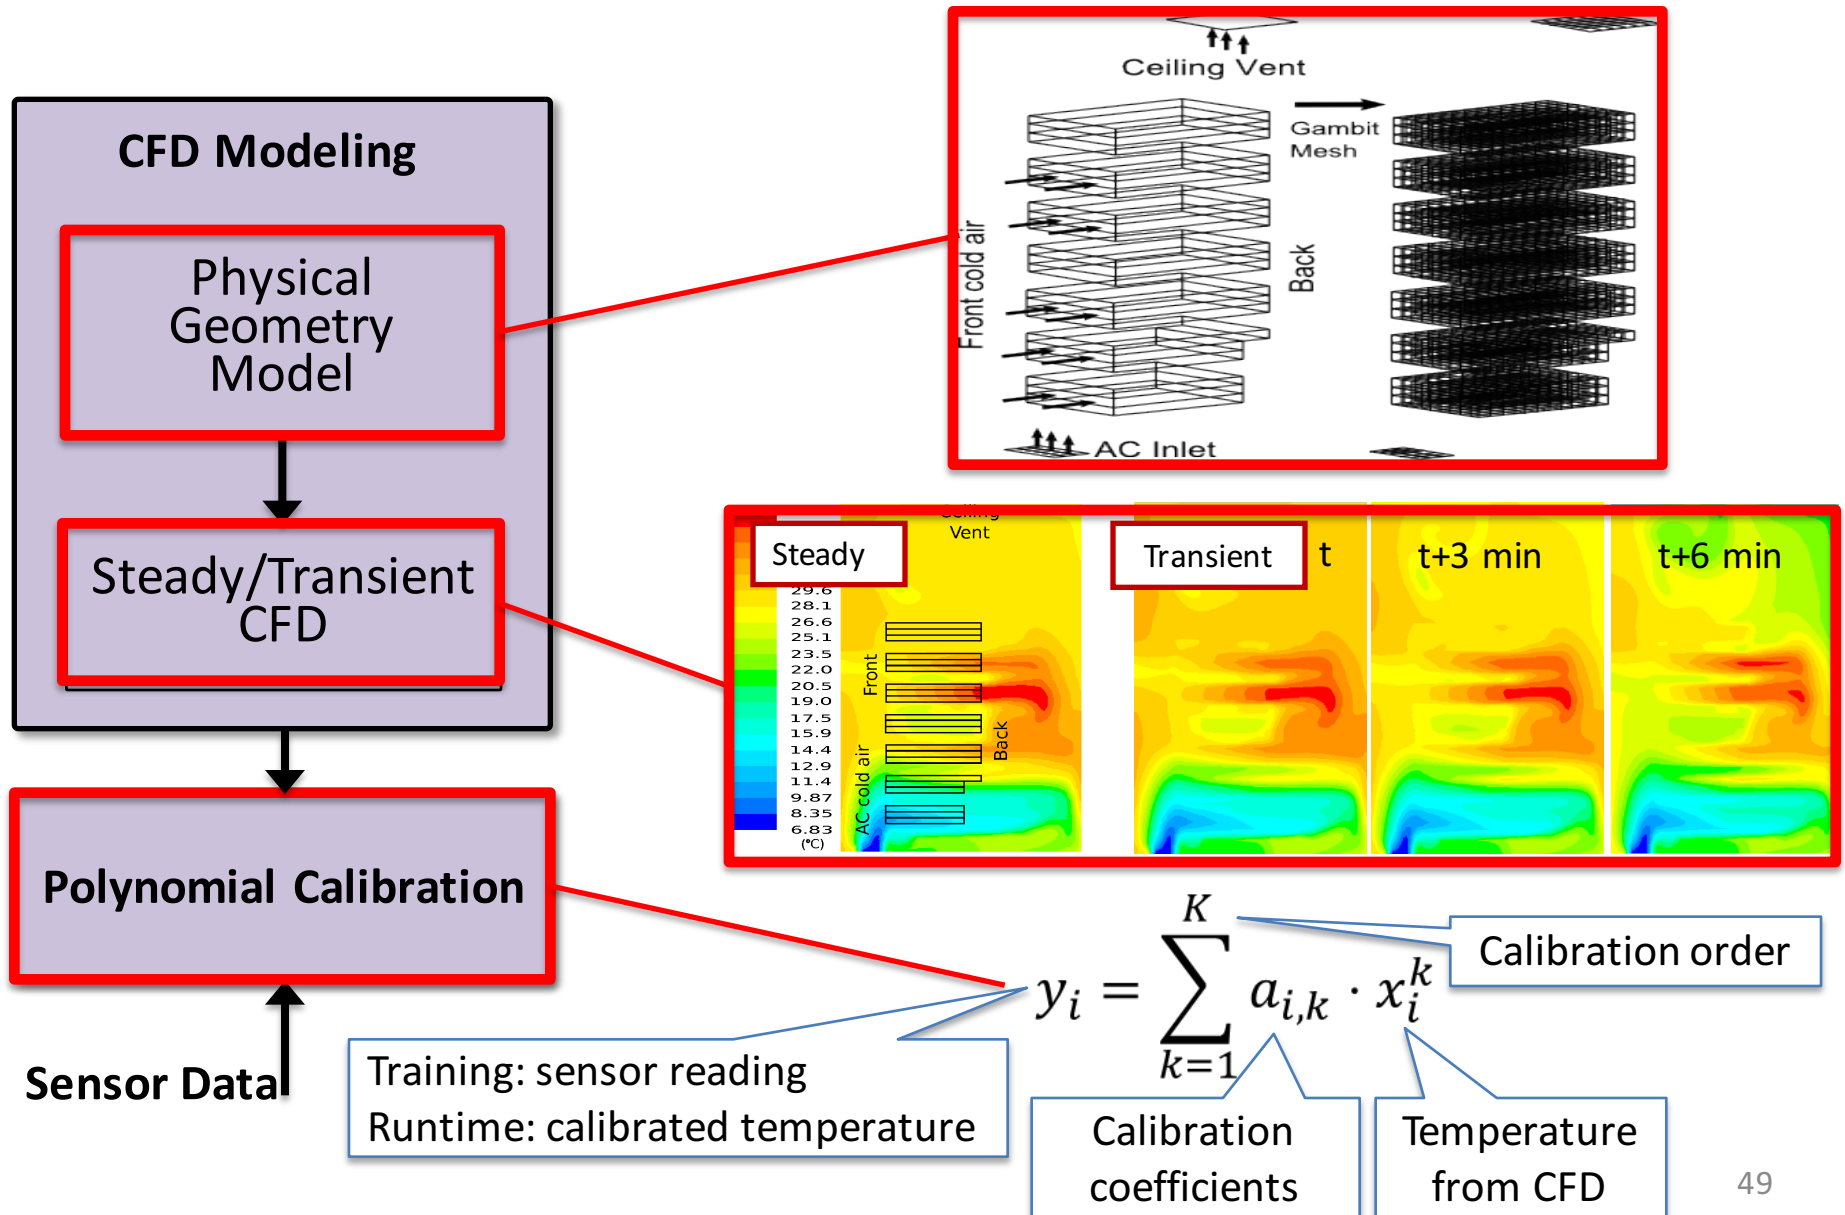 CFD Modeling
Physical
Geometry
Model
Steady/Transient
CFD
Polynomial Calibration
Sensor Data
Ceiling Vent
Gambit
Mesh
Front cold air
Back
AC Inlet
Ceiling
Vent
Steady
Transient
t
t+3 min
t+6 min
29.6
28.1
26.6
25.1
23.5
22.0
20.5
19.0
17.5
15.9
14.4
12.9
11.4
9.87
8.35
6.83
(°C)
Front
Back
AC cold air
y_i = \sum_{k=1}^{K} a_{i,k} · x_i^k
Calibration order
Training: sensor reading
Runtime: calibrated temperature
Calibration
coefficients
Temperature
from CFD
49